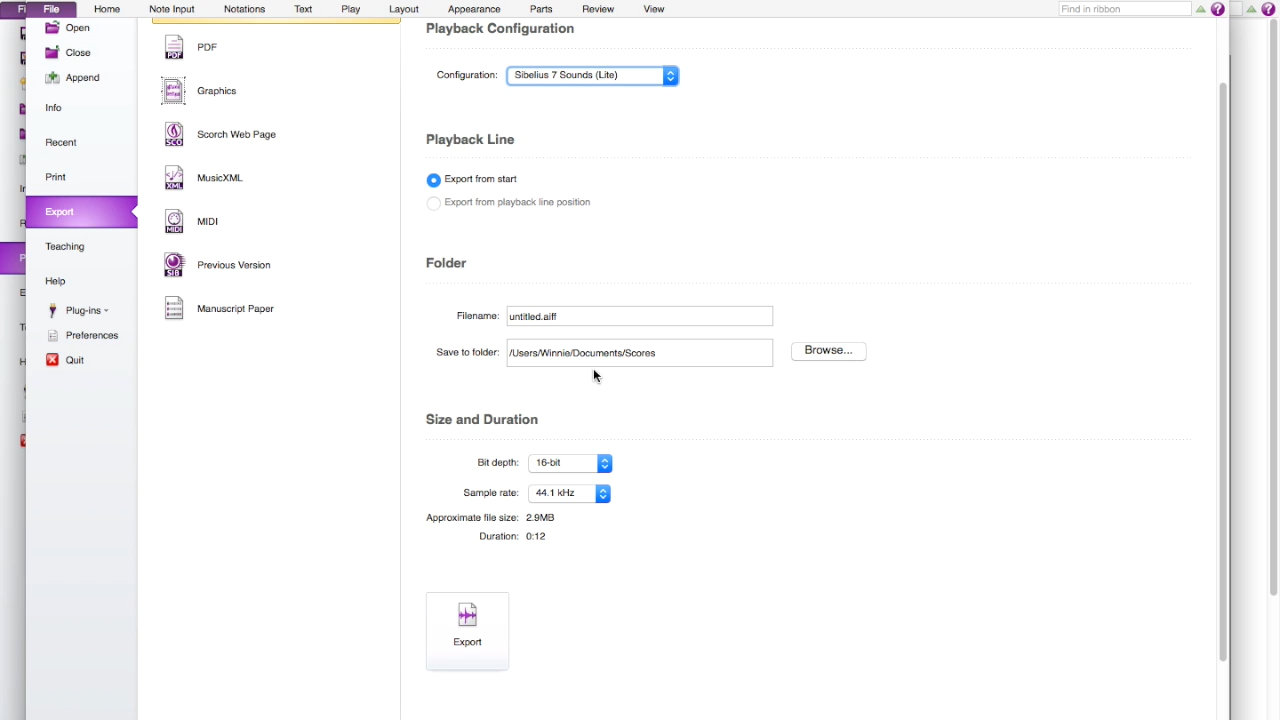 File Home Note Input Notations Text Play Layout Appearance Parts Review View Find in ribbon
Open
Close
Append
Info
Recent
Print
Export
Teaching
Help
Plug-ins
Preferences
Quit
PDF
Graphics
Scorch Web Page
MusicXML
MIDI
Previous Version
Manuscript Paper
Playback Configuration
Configuration: Sibelius 7 Sounds (Lite)
Playback Line
Export from start
Export from playback line position
Folder
Filename: untitled.aiff
Save to folder: /Users/Winnie/Documents/Scores Browse...
Size and Duration
Bit depth: 16-bit
Sample rate: 44.1 kHz
Approximate file size: 2.9MB
Duration: 0:12
Export